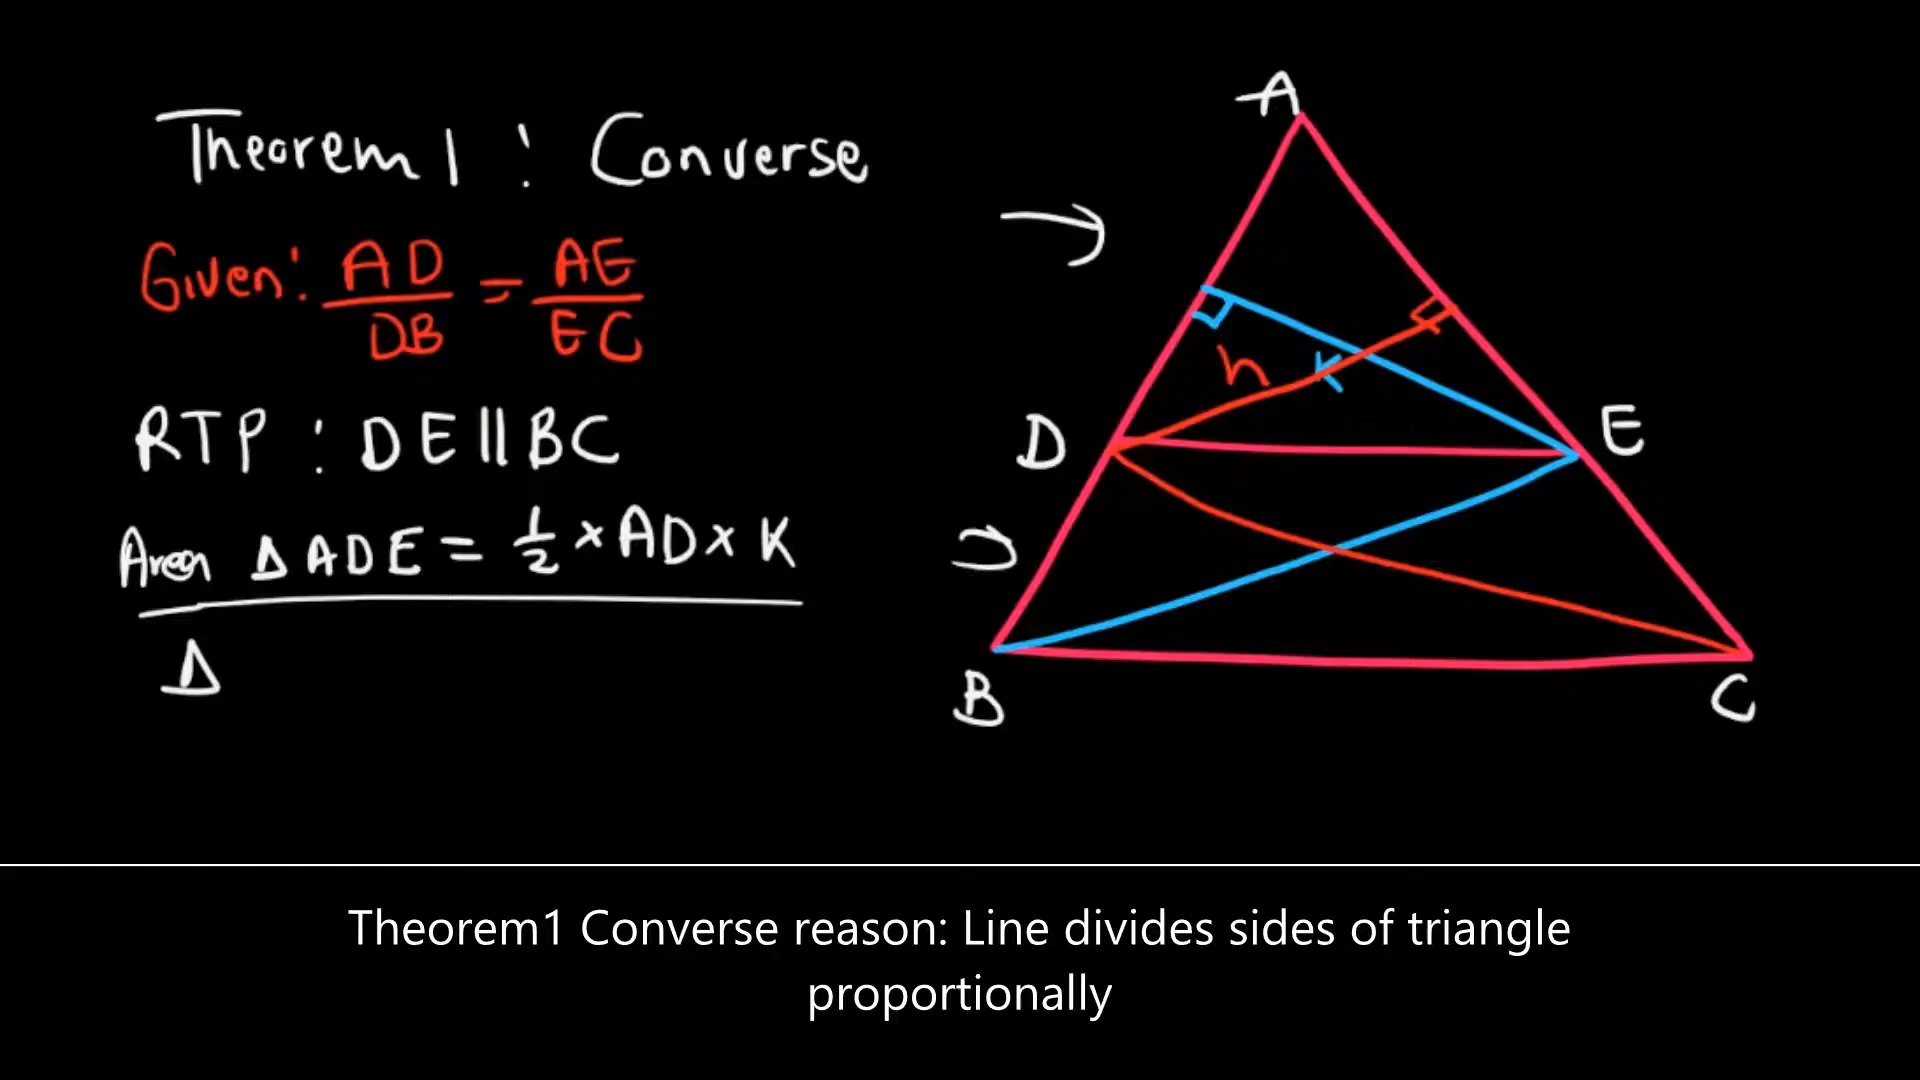 Theorem 1 : Converse
Given: AD/DB = AE/EC
RTP : DE || BC
Area Δ ADE = 1/2 × AD × K
Δ
A
h K
D E
B C
Theorem1 Converse reason: Line divides sides of triangle
proportionally